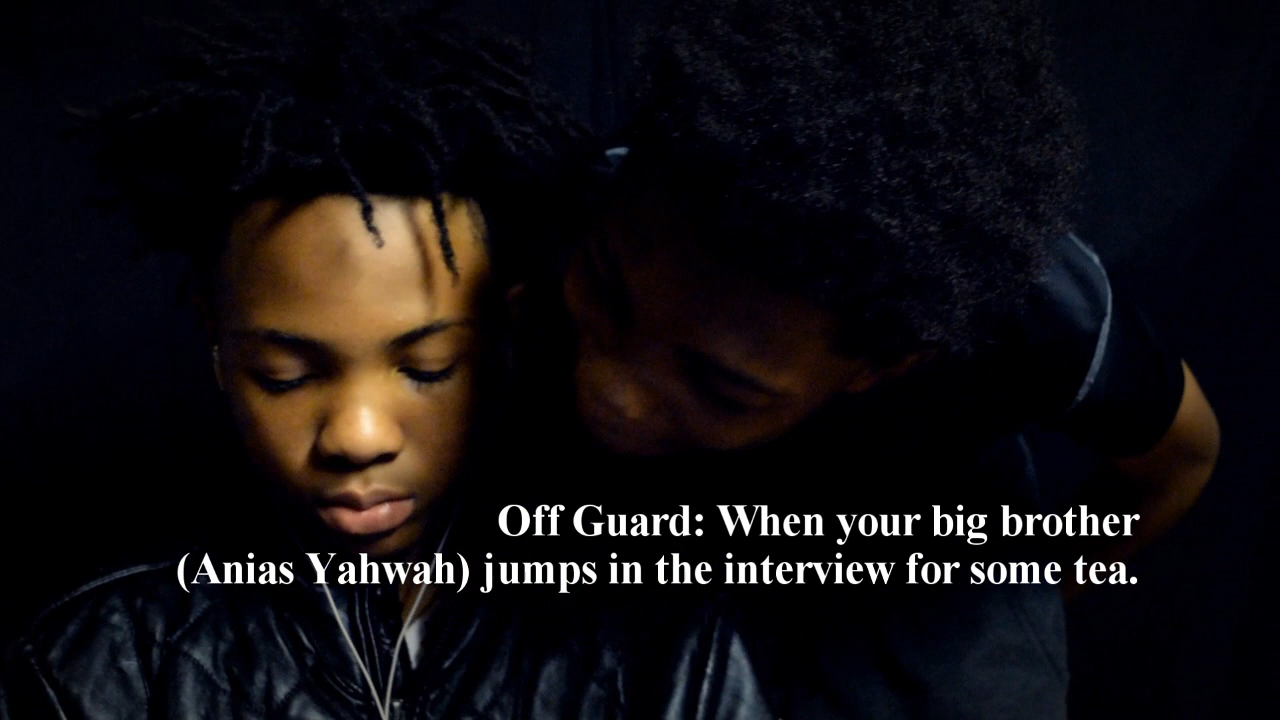 Off Guard: When your big brother
(Anias Yahwah) jumps in the interview for some tea.